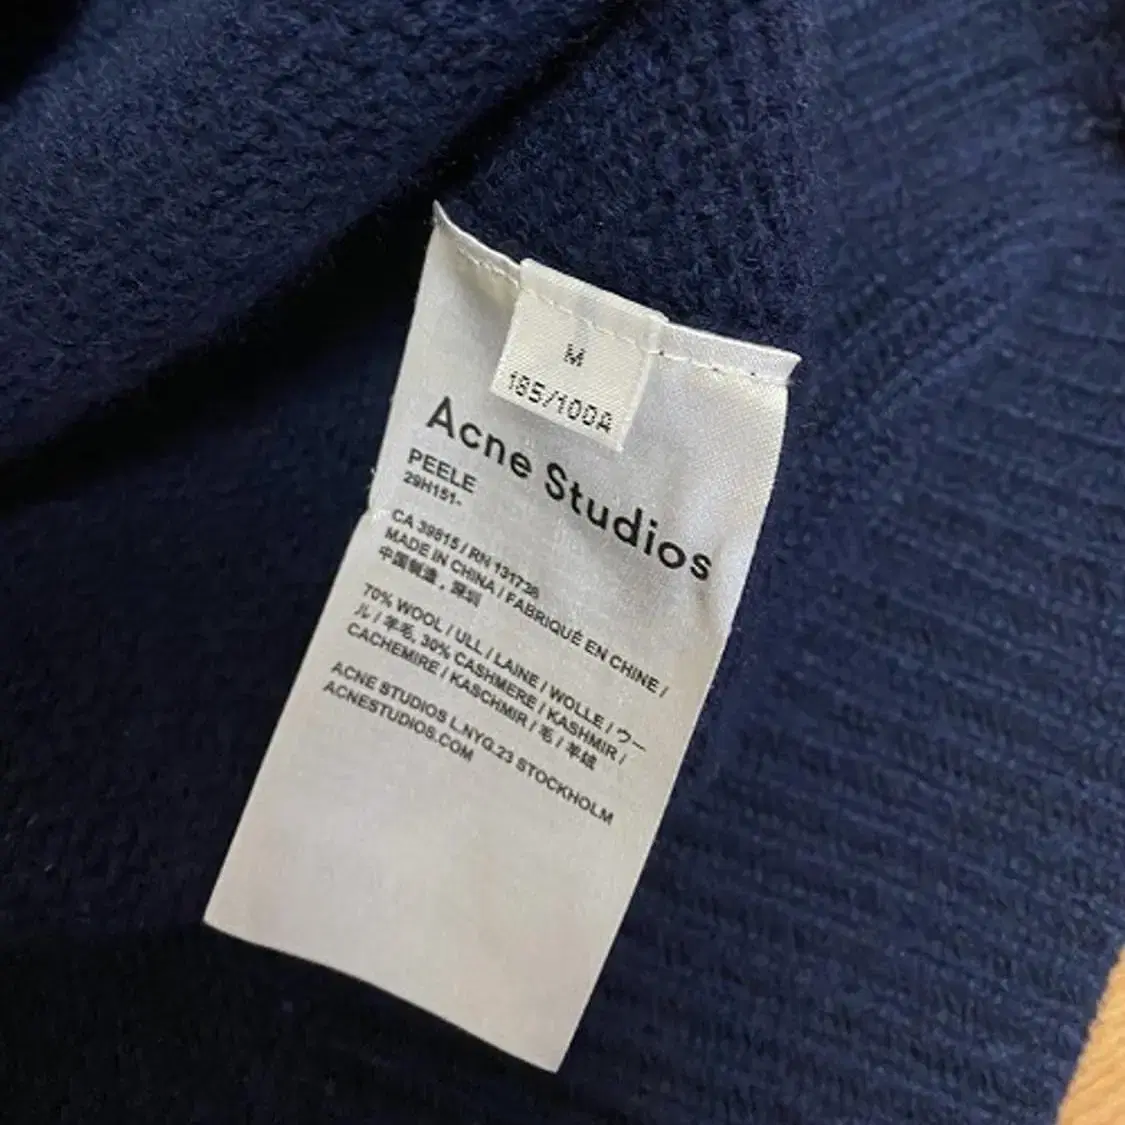 M
185/100A
Acne Studios
PEELE
29H151-
CA 39815 / RN 131738
MADE IN CHINA / FABRIQUÉ EN CHINE /
中国制造，深圳
70% WOOL / ULL / LAINE / WOLLE / ウー
ル / 羊毛, 30% CASHMERE / KASHMIR /
CACHEMIRE / KASCHMIR / 毛 / 羊绒
ACNE STUDIOS L.NYG.23 STOCKHOLM
ACNESTUDIOS.COM